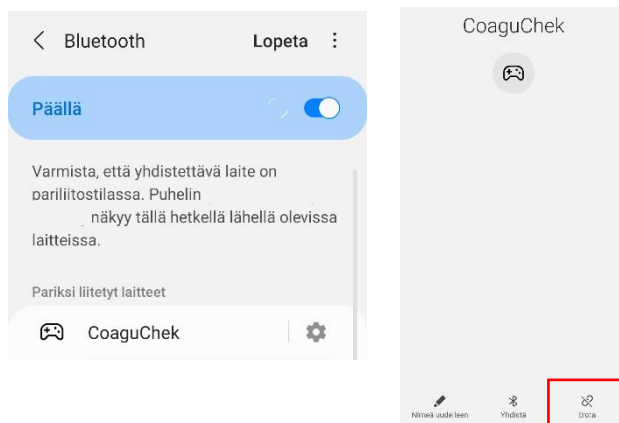 Bluetooth Lopeta
Päällä
Varmista, että yhdistettävä laite on
pariliitostilassa. Puhelin
näkyy tällä hetkellä lähellä olevissa
laitteissa.
Pariksi liitetyt laitteet
CoaguChek
CoaguChek
Nimeä uudelleen Yhdistä Erota